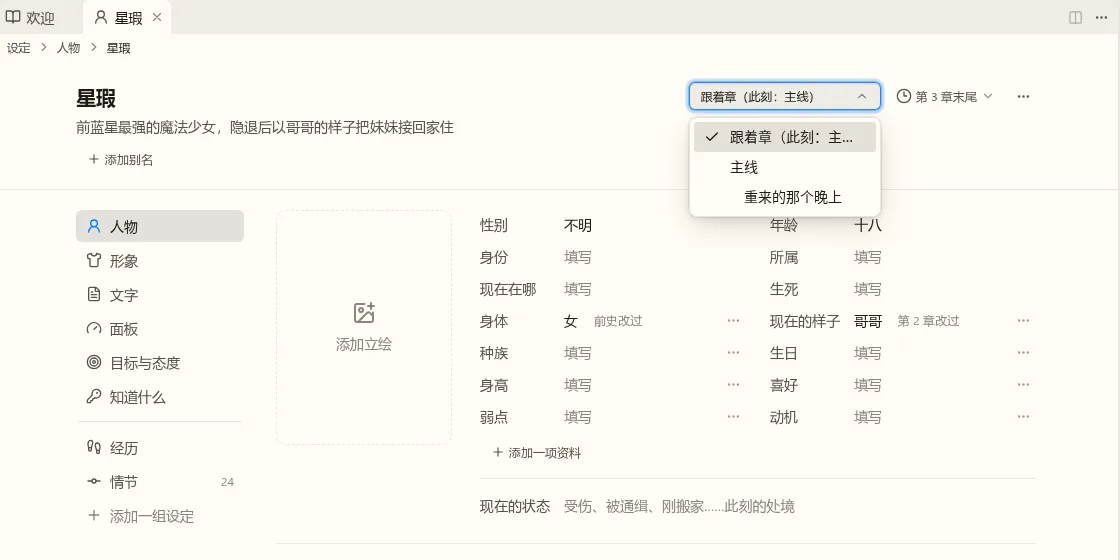 欢迎
星瑕
设定 > 人物 > 星瑕
星瑕
跟着章（此刻：主线）
第 3 章末尾
前蓝星最强的魔法少女，隐退后以哥哥的样子把妹妹接回家住
添加别名
跟着章（此刻：主...
主线
重来的那个晚上
人物
形象
文字
面板
目标与态度
知道什么
经历
情节 24
添加一组设定
添加立绘
性别 不明 年龄 十八
身份 填写 所属 填写
现在在哪 填写 生死 填写
身体 女 前史改过 现在的样子 哥哥 第 2 章改过
种族 填写 生日 填写
身高 填写 喜好 填写
弱点 填写 动机 填写
添加一项资料
现在的状态 受伤、被通缉、刚搬家……此刻的处境